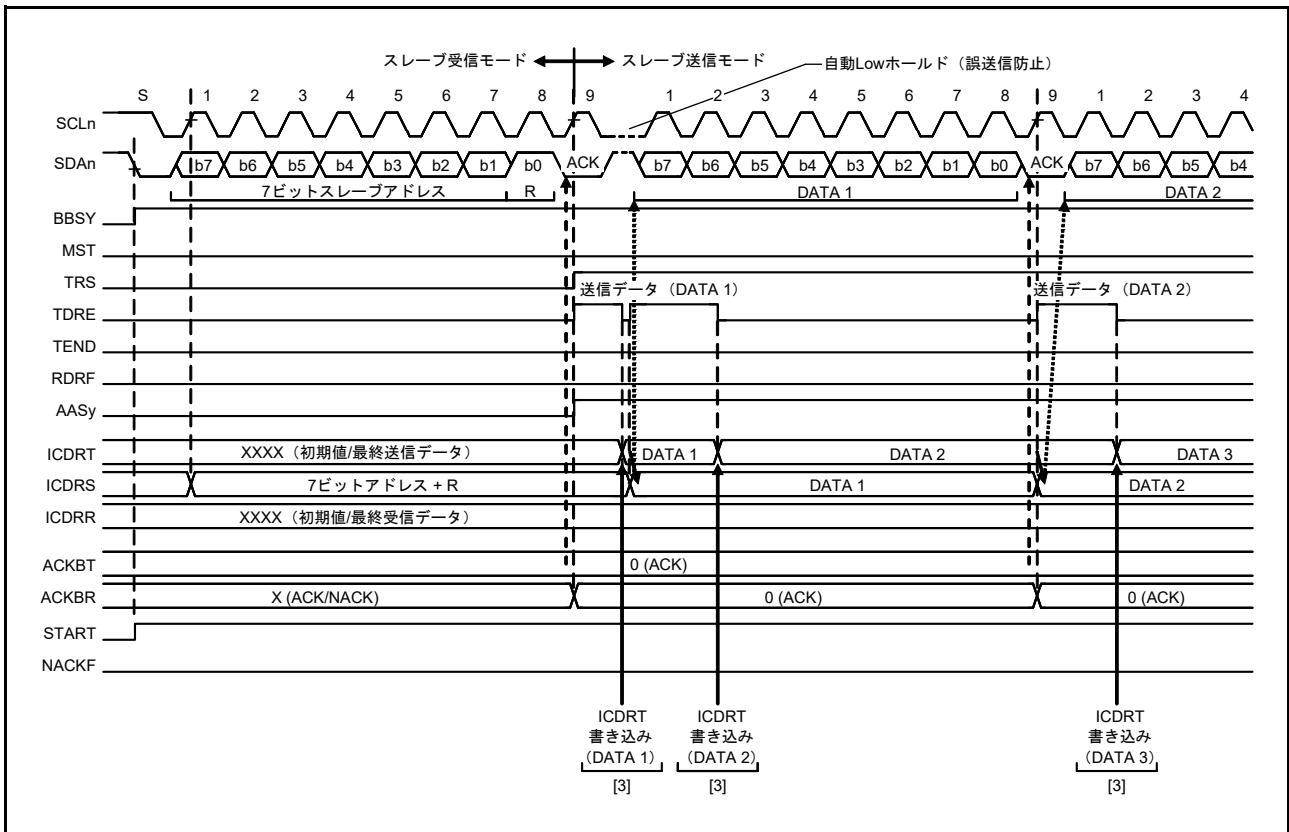 スレーブ受信モード スレーブ送信モード
自動Lowホールド（誤送信防止）
S 1 2 3 4 5 6 7 8 9 1 2 3 4 5 6 7 8 9 1 2 3 4
SCLn
SDAn b7 b6 b5 b4 b3 b2 b1 b0 ACK b7 b6 b5 b4 b3 b2 b1 b0 ACK b7 b6 b5 b4
7ビットスレーブアドレス R DATA 1 DATA 2
BBSY
MST
TRS
送信データ（DATA 1） 送信データ（DATA 2）
TDRE
TEND
RDRF
AASy
ICDRT XXXX（初期値/最終送信データ） DATA 1 DATA 2 DATA 3
ICDRS 7ビットアドレス + R DATA 1 DATA 2
ICDRR XXXX（初期値/最終受信データ）
ACKBT 0 (ACK)
ACKBR X (ACK/NACK) 0 (ACK) 0 (ACK)
START
NACKF
ICDRT ICDRT ICDRT
書き込み 書き込み 書き込み
（DATA 1） （DATA 2） （DATA 3）
[3] [3] [3]